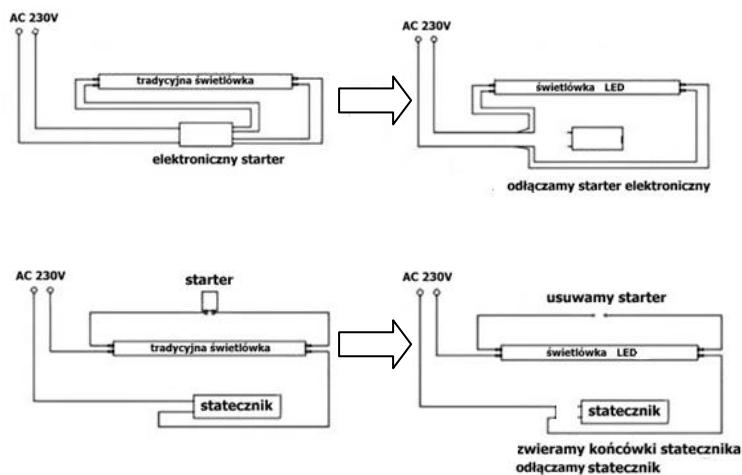 AC 230V
tradycyjna świetlówka
elektroniczny starter
AC 230V
świetlówka LED
odłączamy starter elektroniczny
AC 230V
starter
tradycyjna świetlówka
statecznik
AC 230V
usuwamy starter
świetlówka LED
statecznik
zwieramy końcówki statecznika
odłączamy statecznik